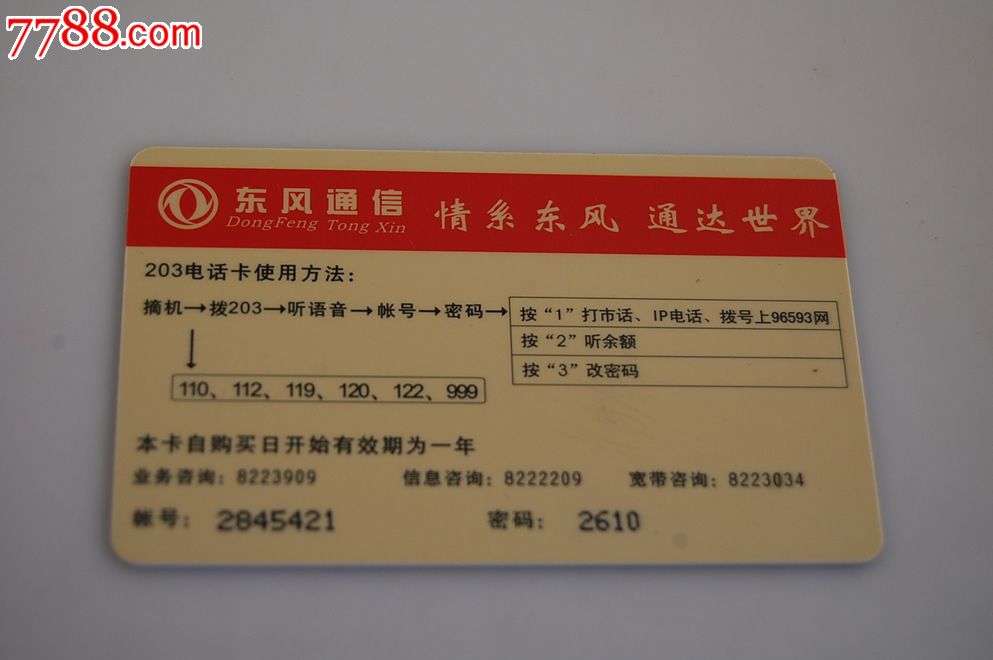 7788.com
东风通信
DongFeng Tong Xin
情系东风 通达世界
203电话卡使用方法:
摘机→拨203→听语音→帐号→密码→
按“1”打市话、IP电话、拨号上96593网
按“2”听余额
按“3”改密码
110、112、119、120、122、999
本卡自购买日开始有效期为一年
业务咨询: 8223909 信息咨询: 8222209 宽带咨询: 8223034
帐号: 2845421 密码: 2610